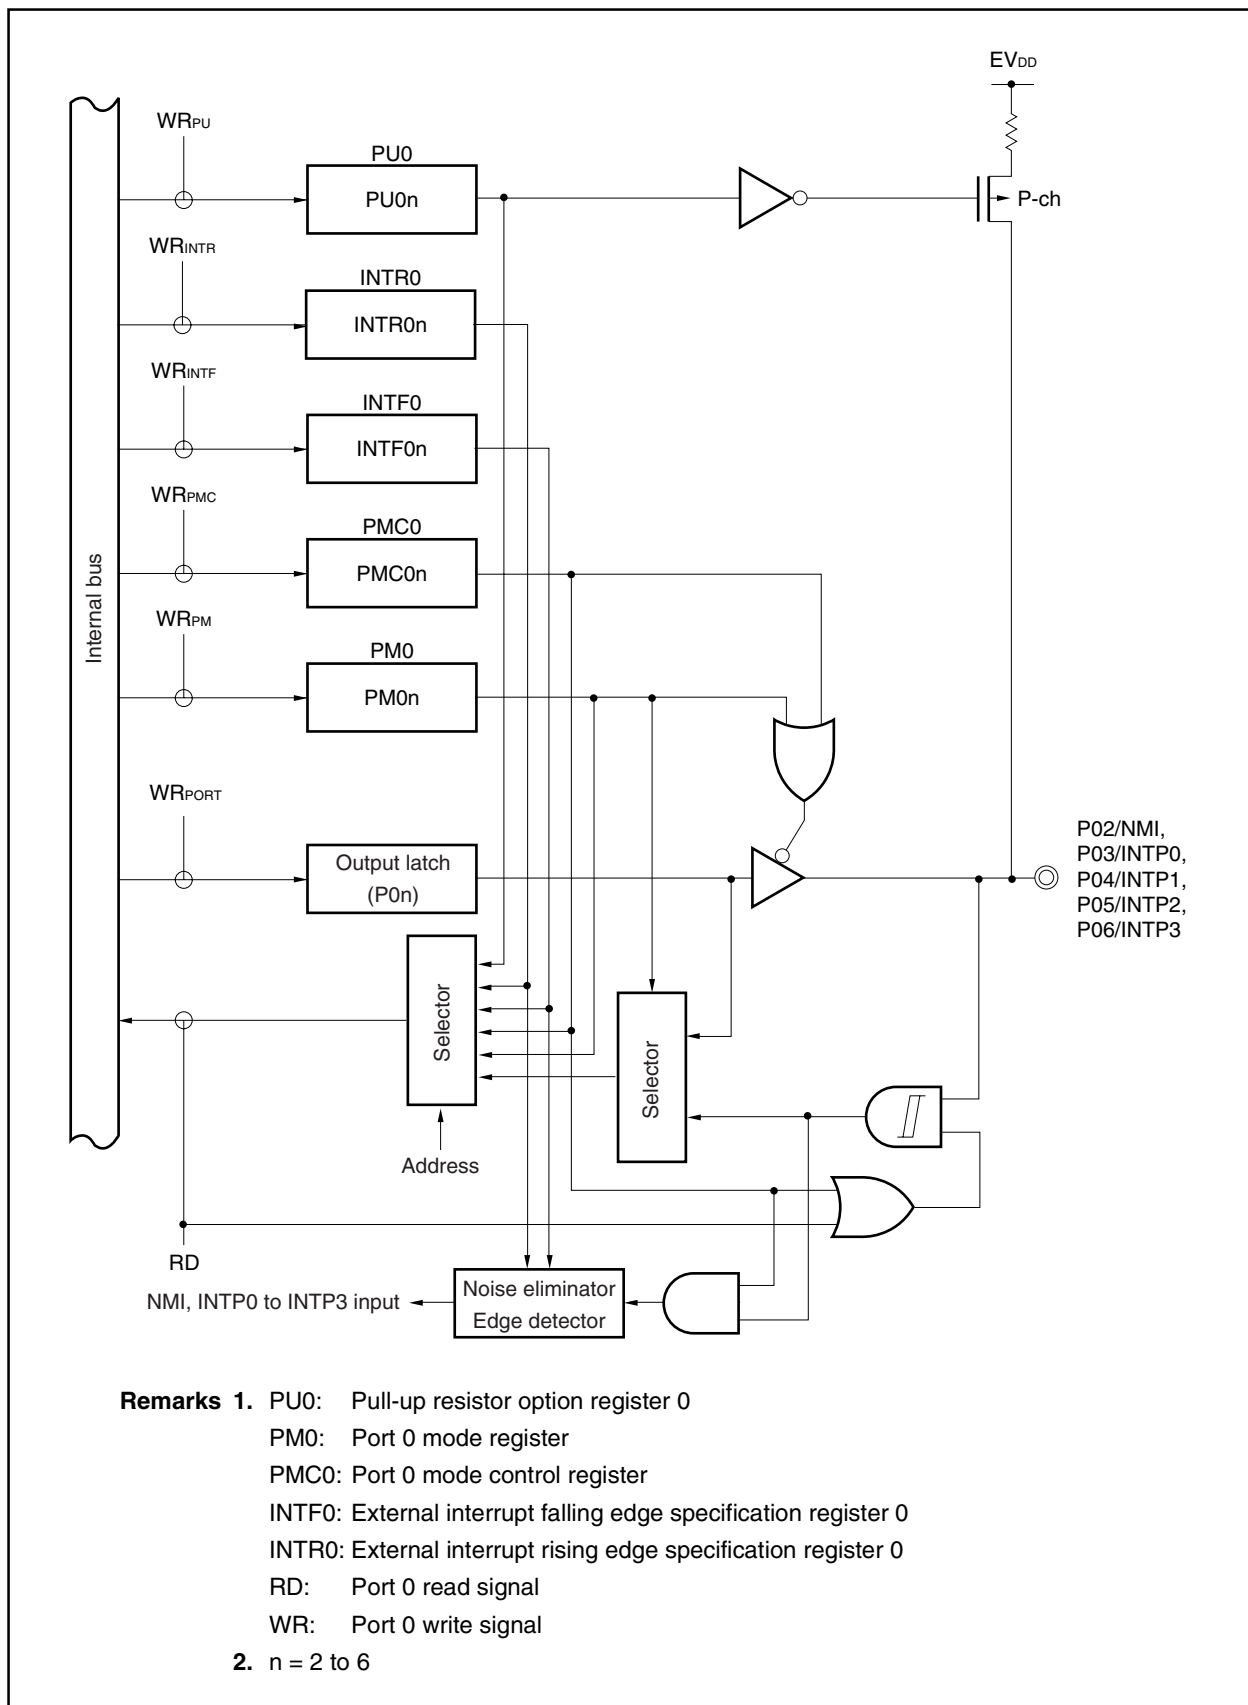 EVDD
WRPU
PU0
PU0n
P-ch
WRINTR
INTR0
INTR0n
WRINTF
INTF0
INTF0n
WRPMC
PMC0
PMC0n
Internal bus
WRPM
PM0
PM0n
WRPORT
Output latch
(P0n)
P02/NMI,
P03/INTP0,
P04/INTP1,
P05/INTP2,
P06/INTP3
Selector
Selector
Address
RD
Noise eliminator
Edge detector
NMI, INTP0 to INTP3 input
Remarks 1. PU0: Pull-up resistor option register 0
PM0: Port 0 mode register
PMC0: Port 0 mode control register
INTF0: External interrupt falling edge specification register 0
INTR0: External interrupt rising edge specification register 0
RD: Port 0 read signal
WR: Port 0 write signal
2. n = 2 to 6